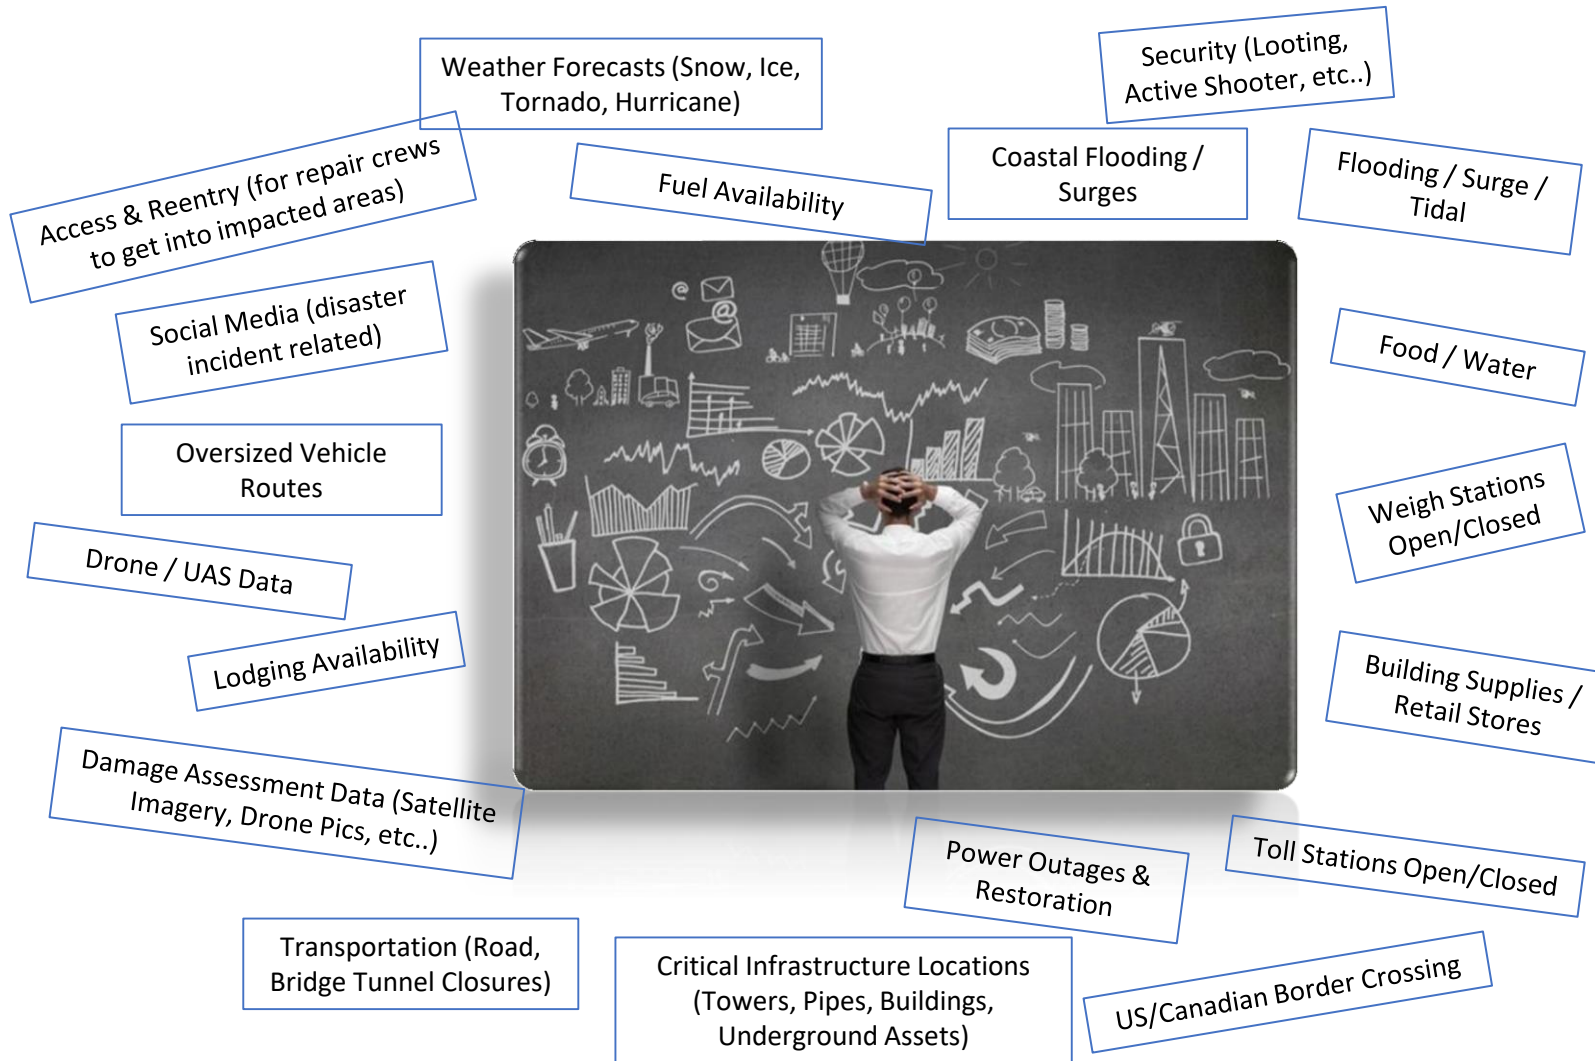 Weather Forecasts (Snow, Ice,
Tornado, Hurricane)
Security (Looting,
Active Shooter, etc..)
Access & Reentry (for repair crews
to get into impacted areas)
Fuel Availability
Coastal Flooding /
Surges
Flooding / Surge /
Tidal
Social Media (disaster
incident related)
Food / Water
Oversized Vehicle
Routes
Weigh Stations
Open/Closed
Drone / UAS Data
Lodging Availability
Building Supplies /
Retail Stores
Damage Assessment Data (Satellite
Imagery, Drone Pics, etc..)
Power Outages &
Restoration
Toll Stations Open/Closed
Transportation (Road,
Bridge Tunnel Closures)
Critical Infrastructure Locations
(Towers, Pipes, Buildings,
Underground Assets)
US/Canadian Border Crossing
@
@